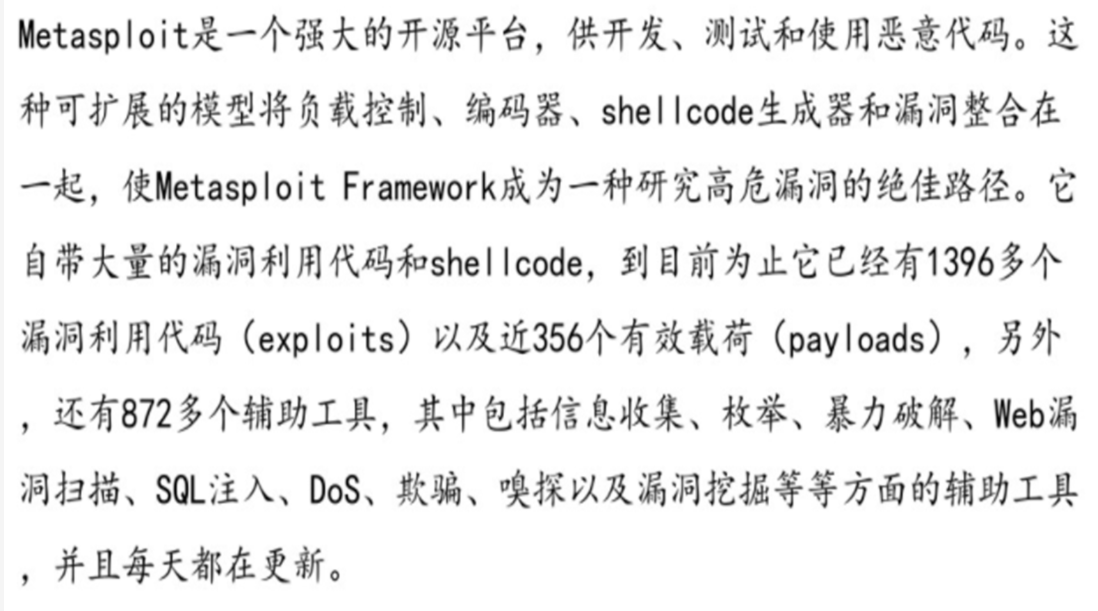 Metasploit是一个强大的开源平台，供开发、测试和使用恶意代码。这
种可扩展的模型将负载控制、编码器、shellcode生成器和漏洞整合在
一起，使Metasploit Framework成为一种研究高危漏洞的绝佳路径。它
自带大量的漏洞利用代码和shellcode，到目前为止它已经有1396多个
漏洞利用代码（exploits）以及近356个有效载荷（payloads），另外
，还有872多个辅助工具，其中包括信息收集、枚举、暴力破解、Web漏
洞扫描、SQL注入、DoS、欺骗、嗅探以及漏洞挖掘等等方面的辅助工具
，并且每天都在更新。